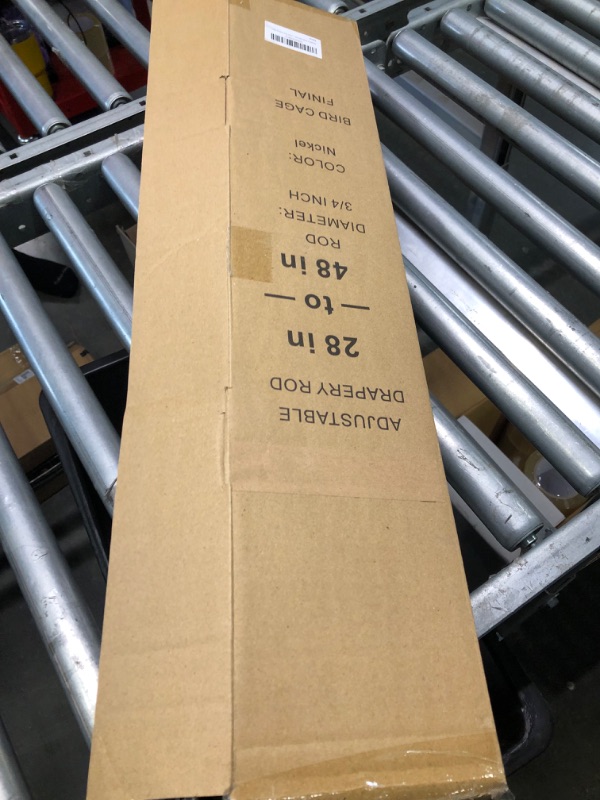 ADJUSTABLE
DRAPERY ROD
28 in
— to —
48 in
ROD
DIAMETER:
3/4 INCH
COLOR:
Nickel
BIRD CAGE
FINIAL